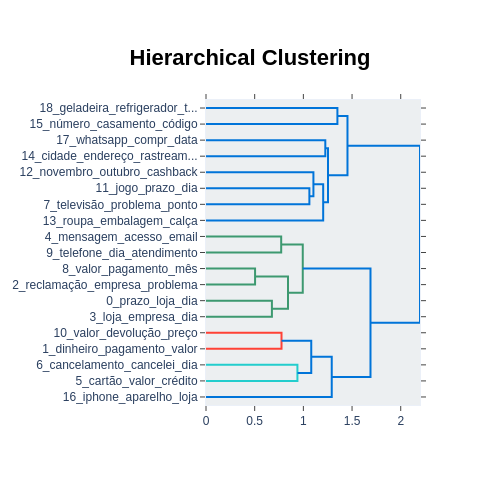 Hierarchical Clustering
18_geladeira_refrigerador_t...
15_número_casamento_código
17_whatsapp_compr_data
14_cidade_endereço_rastream...
12_novembro_outubro_cashback
11_jogo_prazo_dia
7_televisão_problema_ponto
13_roupa_embalagem_calça
4_mensagem_acesso_email
9_telefone_dia_atendimento
8_valor_pagamento_mês
2_reclamação_empresa_problema
0_prazo_loja_dia
3_loja_empresa_dia
10_valor_devolução_preço
1_dinheiro_pagamento_valor
6_cancelamento_cancelei_dia
5_cartão_valor_crédito
16_iphone_aparelho_loja
0 0.5 1 1.5 2